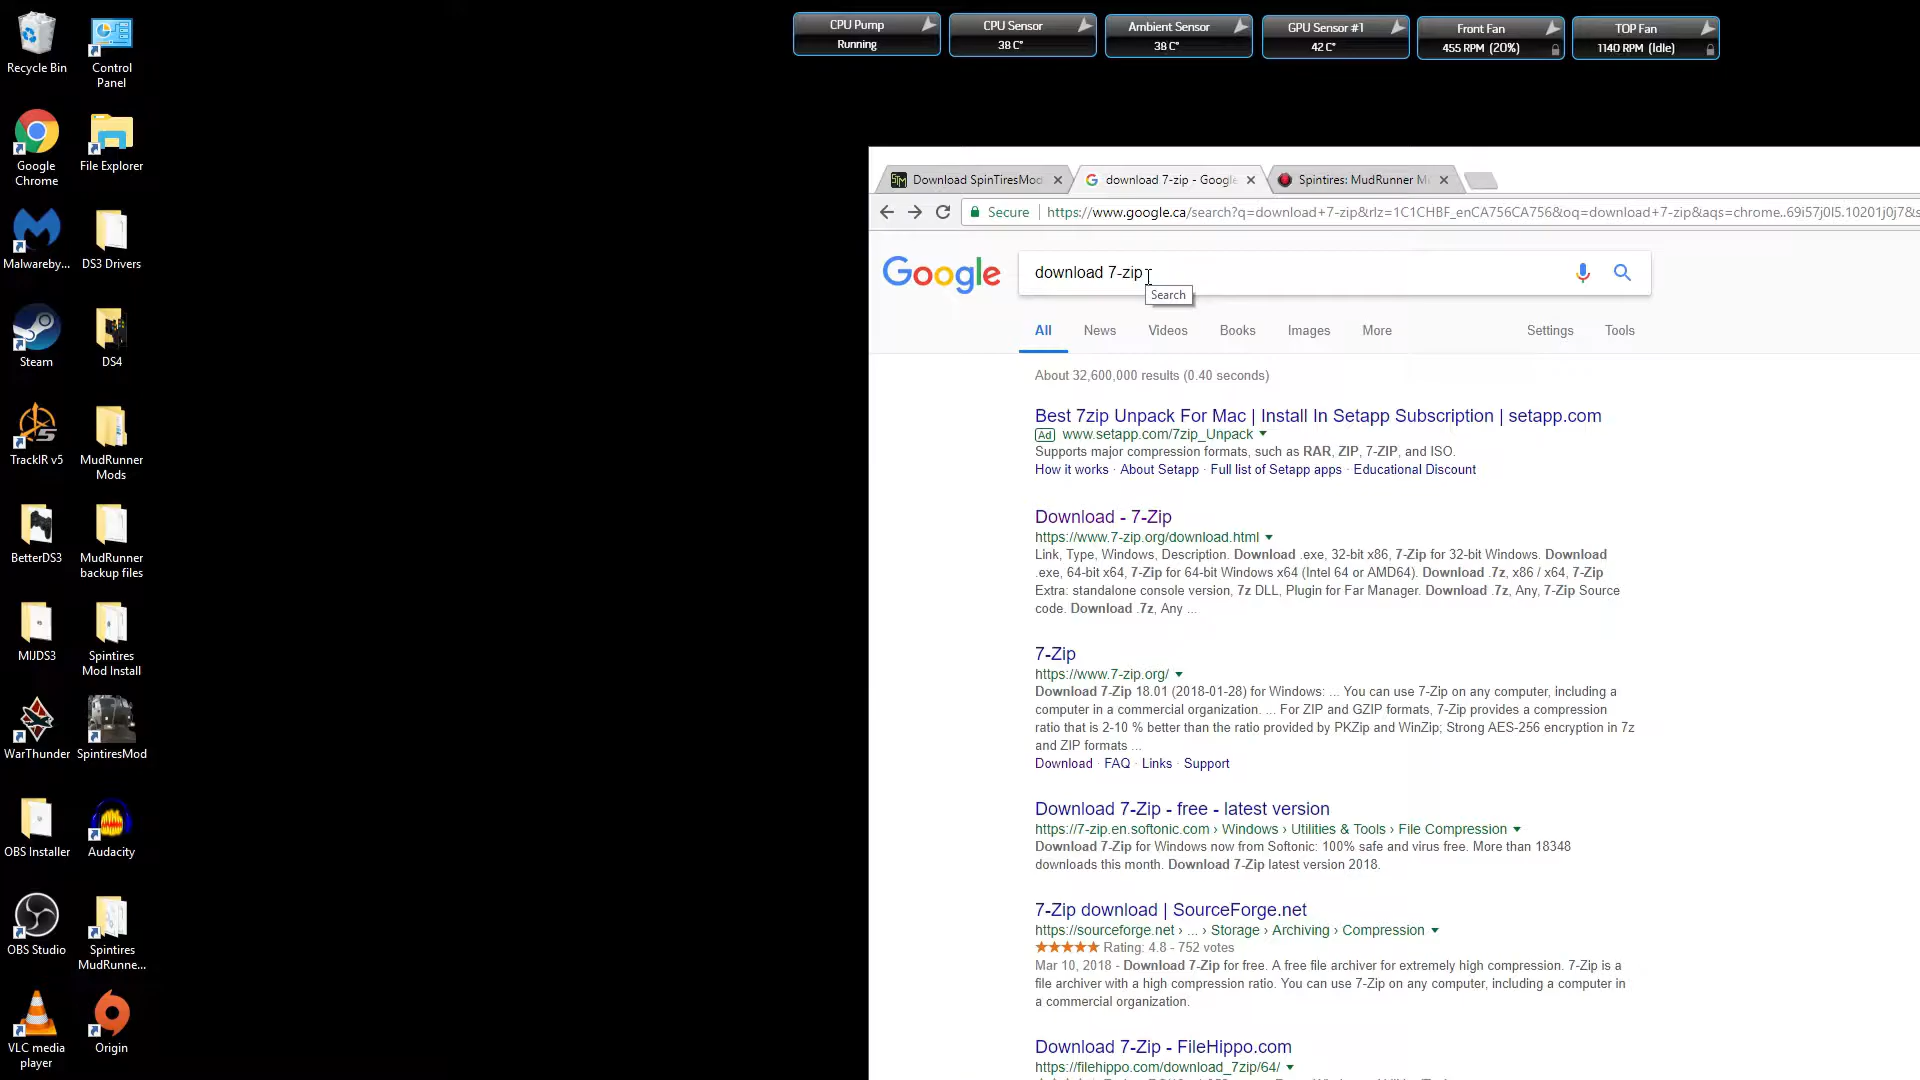 Recycle Bin
Control
Panel
Google
Chrome
File Explorer
Malwareby...
DS3 Drivers
Steam
DS4
TrackIR v5
MudRunner
Mods
BetterDS3
MudRunner
backup files
MIJDS3
Spintires
Mod Install
WarThunder
SpintiresMod
OBS Installer
Audacity
OBS Studio
Spintires
MudRunne...
VLC media
player
Origin
CPU Pump
Running
CPU Sensor
38 C°
Ambient Sensor
38 C°
GPU Sensor #1
42 C°
Front Fan
455 RPM (20%)
TOP Fan
1140 RPM (Idle)
Download SpinTiresMod
download 7-zip - Google
Spintires: MudRunner M
Secure
https://www.google.ca/search?q=download+7-zip&rlz=1C1CHBF_enCA756CA756&oq=download+7-zip&aqs=chrome..69i57j0l5.10201j0j7&s
Google
download 7-zip
Search
All News Videos Books Images More Settings Tools
About 32,600,000 results (0.40 seconds)
Best 7zip Unpack For Mac | Install In Setapp Subscription | setapp.com
Ad www.setapp.com/7zip_Unpack
Supports major compression formats, such as RAR, ZIP, 7-ZIP, and ISO.
How it works · About Setapp · Full list of Setapp apps · Educational Discount
Download - 7-Zip
https://www.7-zip.org/download.html
Link, Type, Windows, Description. Download .exe, 32-bit x86, 7-Zip for 32-bit Windows. Download
.exe, 64-bit x64, 7-Zip for 64-bit Windows x64 (Intel 64 or AMD64). Download .7z, x86 / x64, 7-Zip
Extra: standalone console version, 7z DLL, Plugin for Far Manager. Download .7z, Any, 7-Zip Source
code. Download .7z, Any ...
7-Zip
https://www.7-zip.org/
Download 7-Zip 18.01 (2018-01-28) for Windows: ... You can use 7-Zip on any computer, including a
computer in a commercial organization. ... For ZIP and GZIP formats, 7-Zip provides a compression
ratio that is 2-10 % better than the ratio provided by PKZip and WinZip; Strong AES-256 encryption in 7z
and ZIP formats ...
Download · FAQ · Links · Support
Download 7-Zip - free - latest version
https://7-zip.en.softonic.com › Windows › Utilities & Tools › File Compression
Download 7-Zip for Windows now from Softonic: 100% safe and virus free. More than 18348
downloads this month. Download 7-Zip latest version 2018.
7-Zip download | SourceForge.net
https://sourceforge.net › ... › Storage › Archiving › Compression
Rating: 4.8 - 752 votes
Mar 10, 2018 - Download 7-Zip for free. A free file archiver for extremely high compression. 7-Zip is a
file archiver with a high compression ratio. You can use 7-Zip on any computer, including a computer in
a commercial organization.
Download 7-Zip - FileHippo.com
https://filehippo.com/download_7zip/64/